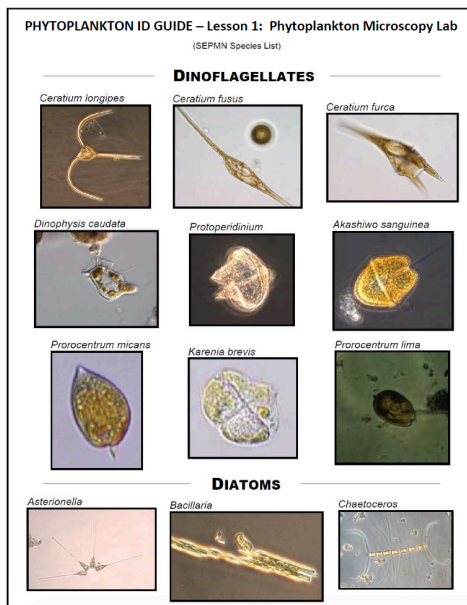 PHYTOPLANKTON ID GUIDE – Lesson 1:  Phytoplankton Microscopy Lab
(SEPMN Species List)
DINOFLAGELLATES
Ceratium longipes
Ceratium fusus
Ceratium furca
Dinophysis caudata
Protoperidinium
Akashiwo sanguinea
Prorocentrum micans
Karenia brevis
Prorocentrum lima
DIATOMS
Asterionella
Bacillaria
Chaetoceros